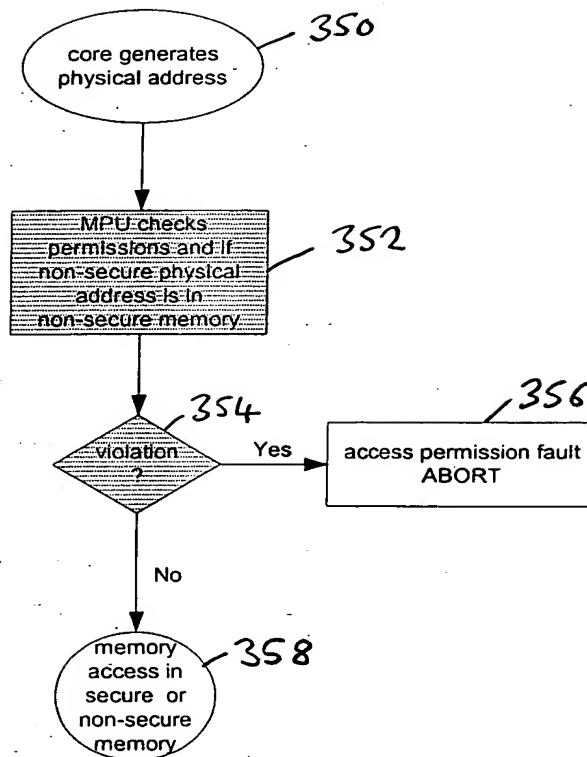 core generates
physical address
350
MPU checks
permissions and if
non-secure physical
address is in
non-secure memory
352
violation
?
354
Yes
access permission fault
ABORT
356
No
memory
access in
secure or
non-secure
memory
358